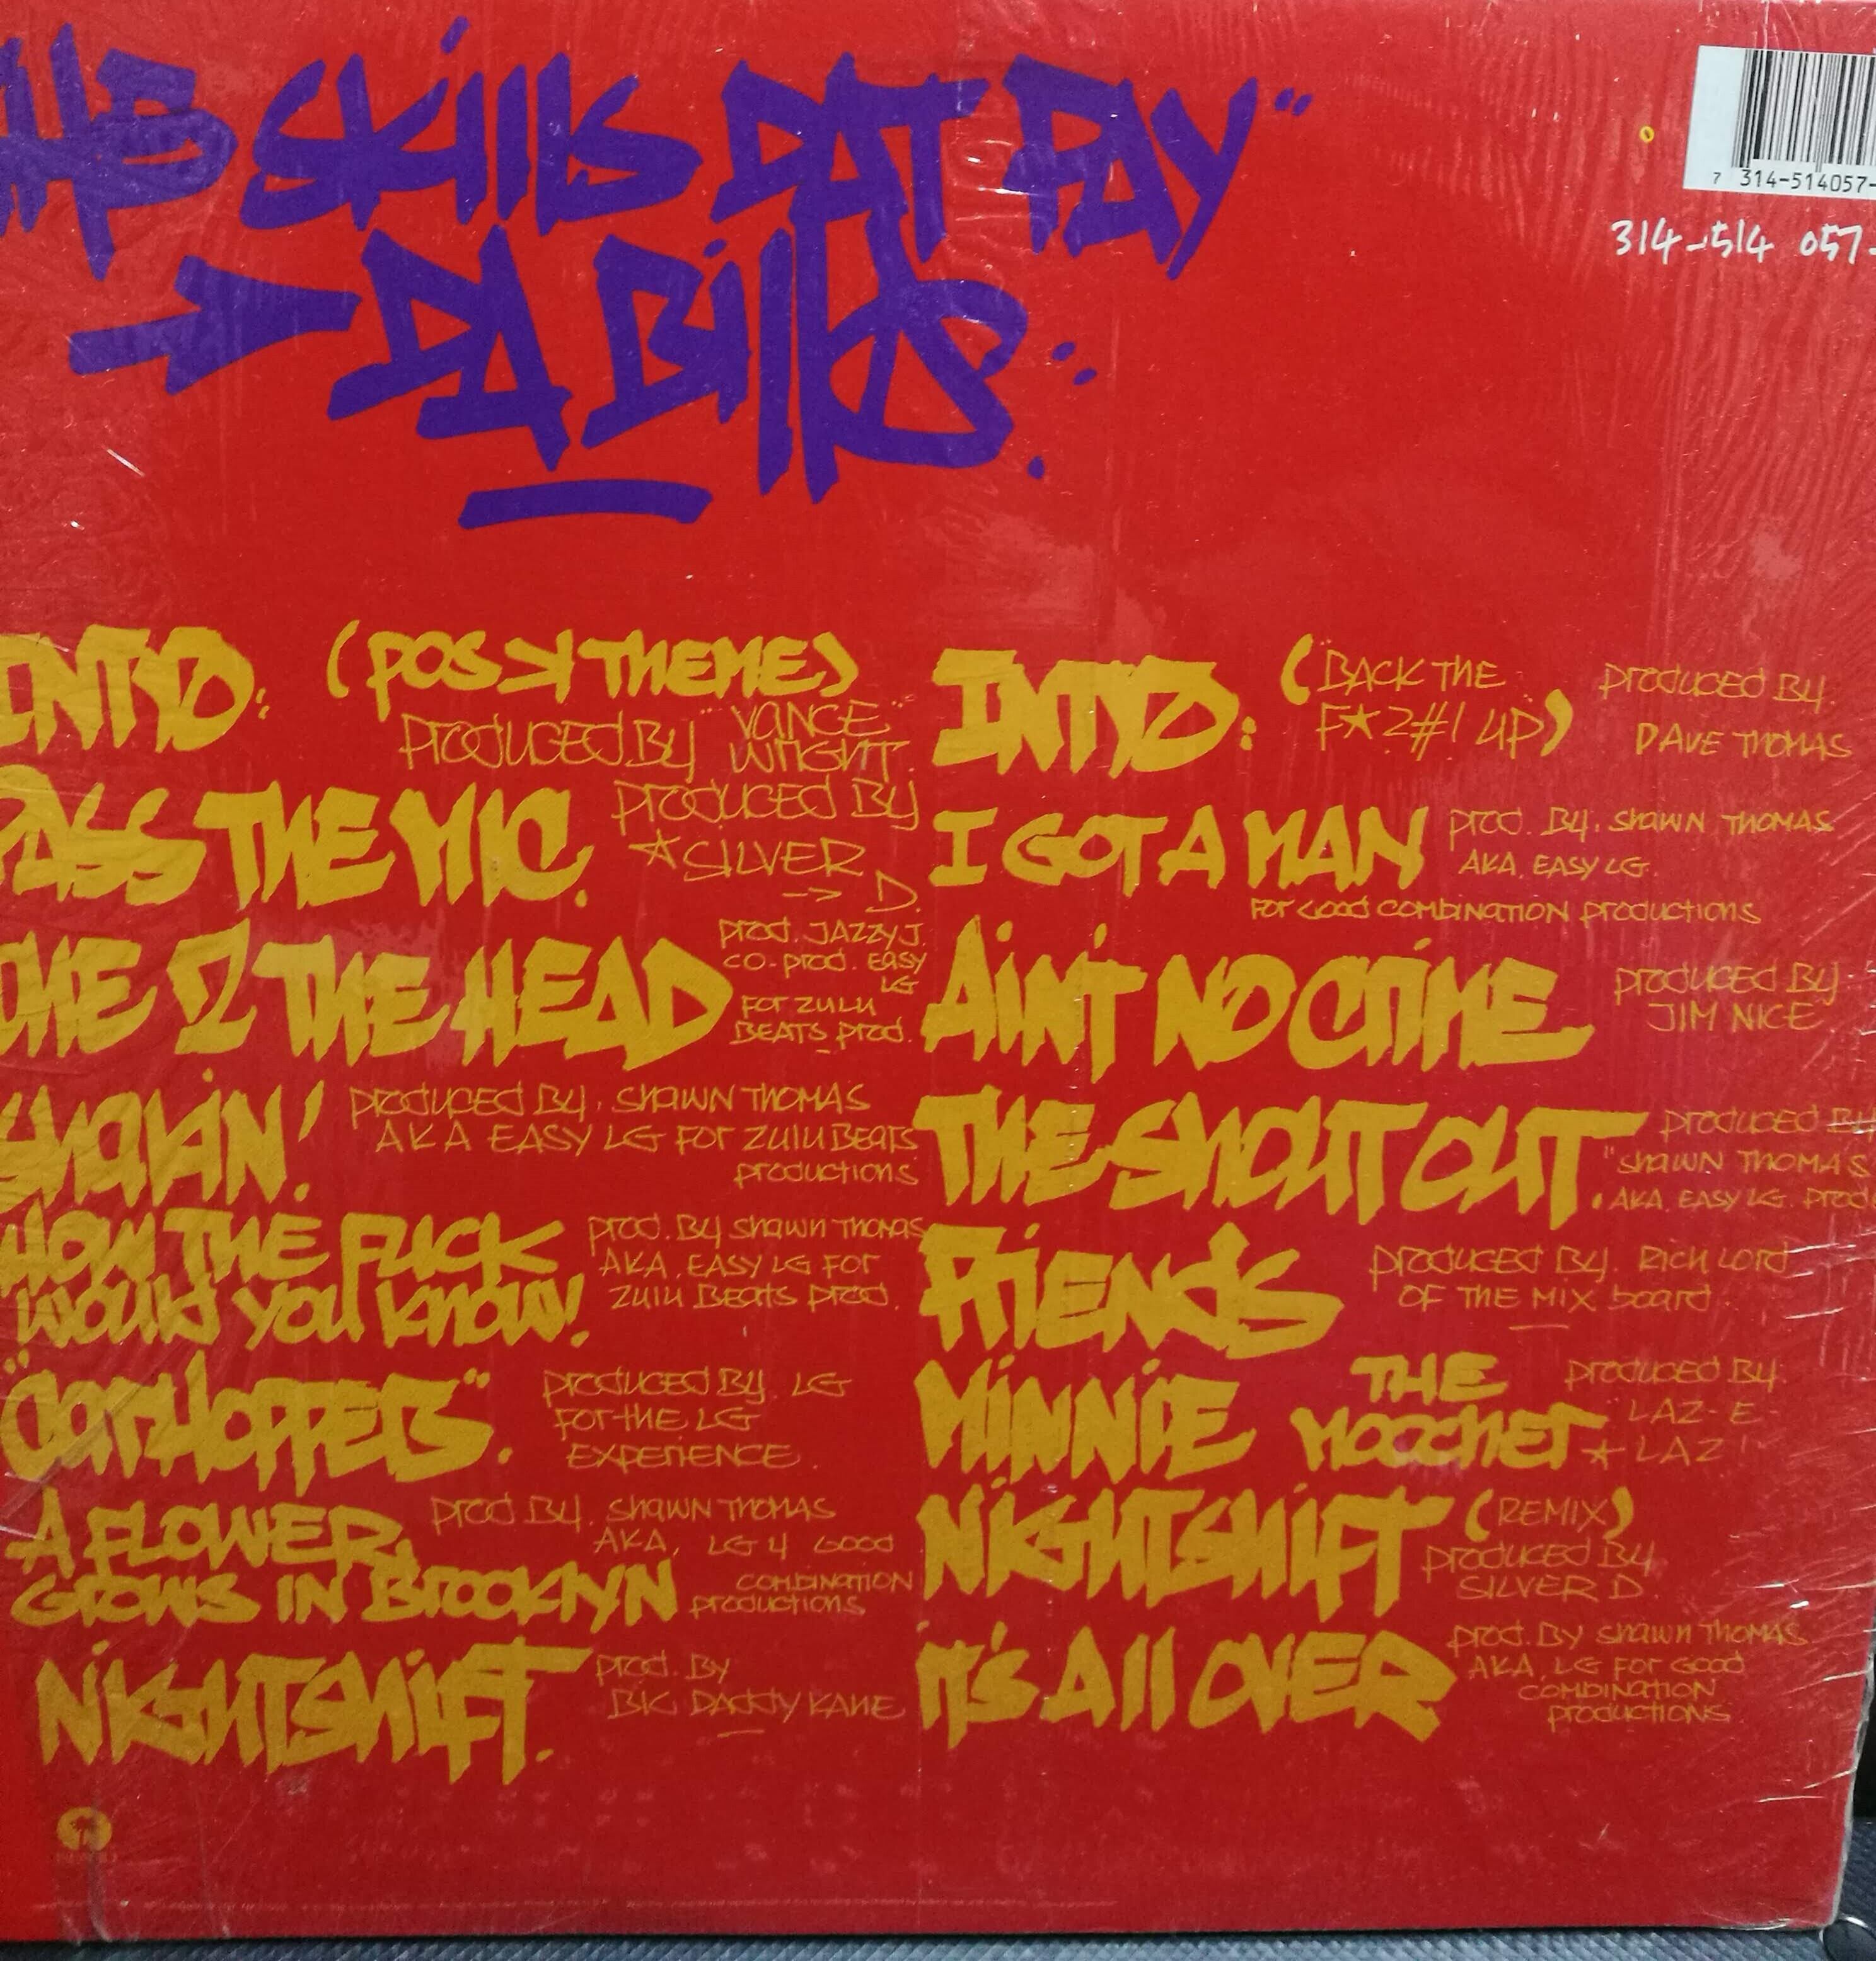 THE SKILLS DAT PAY"
DA BILLS:
7 314-514057-
314-514 057-
INTRO: (POSSY THEME)
PRODUCED BY "VANCE"
WRIGHT.
PASS THE MIC.
PRODUCED BY
SILVER
D.
ONE 2 THE HEAD
prod. JAZZY J.
CO-prod. EASY
LG
FOR ZULU
BEATS prod.
SHAKIN'!
PRODUCED BY. SHAWN THOMAS
AKA EASY LG FOR ZULU BEATS
productions
HOW THE FUCK
WOULD YOU KNOW!
prod. By Shawn Thomas
AKA. EASY LG FOR
ZULU BEATS prod.
"CARHOPPERS".
PRODUCED BY. LG
FOR THE LG
EXPERIENCE.
A FLOWER
GROWS IN BROOKLYN
prod BY. SHAWN THOMAS
AKA, LG 4 GOOD
COMBINATION
productions
NIGHTSHIFT.
prod. By
BIG DADDY KANE
INTRO: (BACK THE
F★?#! UP)
PRODUCED BY.
DAVE THOMAS
I GOT A MAN
prod. By. SHAWN THOMAS
AKA. EASY LG.
FOR GOOD COMBINATION productions
AIN'T NO CRIME
PRODUCED BY
JIM NICE
THE SHOUT OUT.
PRODUCED BY
"SHAWN THOMAS
AKA. EASY LG. PROD
FRIENDS
PRODUCED BY. RICH LORD
OF THE MIX board
MINNIE THE
MOOCHER
PRODUCED BY.
LAZ-E-
LAZ
NIGHTSHIFT (REMIX)
PRODUCED BY.
SILVER D.
IT'S ALL OVER
prod. By Shawn Thomas
AKA. LG FOR GOOD
COMBINATION
productions